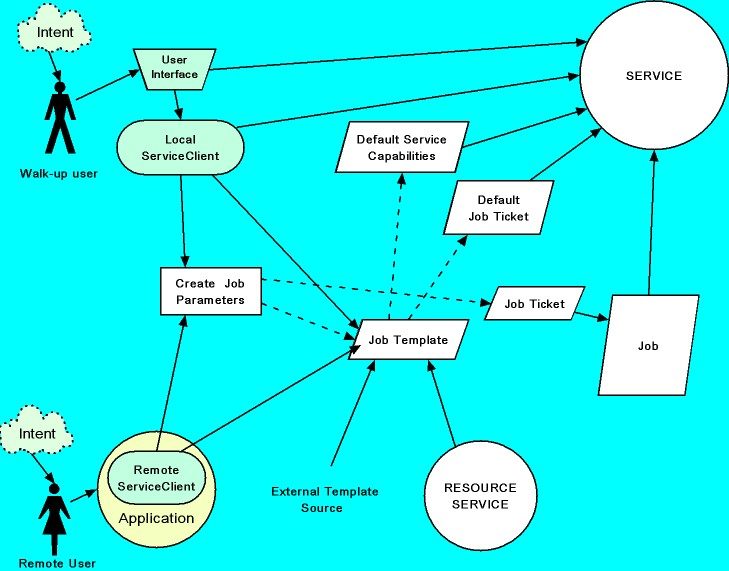 Intent
User
Interface
SERVICE
Local
ServiceClient
Default Service
Capabilities
Walk-up user
Default
Job Ticket
Create Job
Parameters
Job Ticket
Job Template
Job
Intent
Remote
ServiceClient
Application
External Template
Source
RESOURCE
SERVICE
Remote User